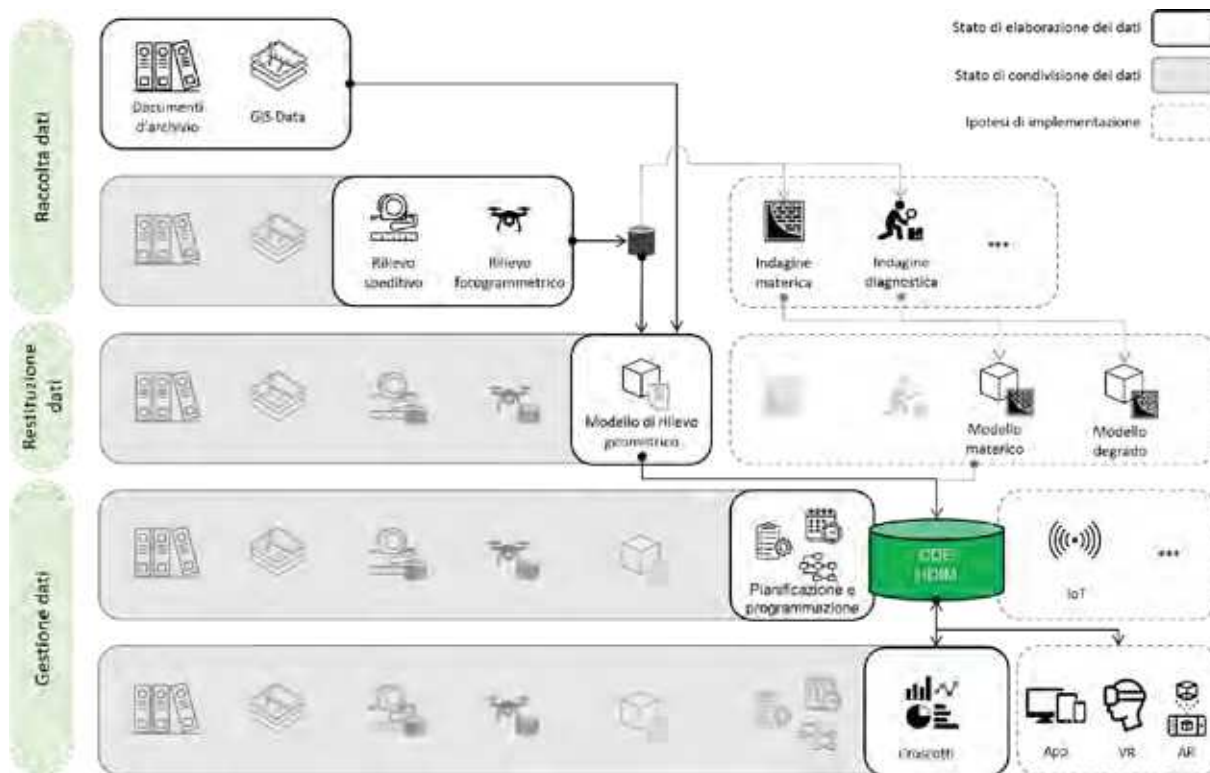 Stato di elaborazione dei dati
Stato di condivisione dei dati
Ipotesi di implementazione
Raccolta dati
Documenti
d'archivio
GIS Data
Rilievo
speditivo
Rilievo
fotogrammetrico
Indagine
materica
Indagine
diagnostica
...
Restituzione
dati
Modello di rilievo
geometrico
Modello
materico
Modello
degrado
Gestione dati
Pianificazione e
programmazione
CDE
IoT
...
Cruscotti
App
VR
AR